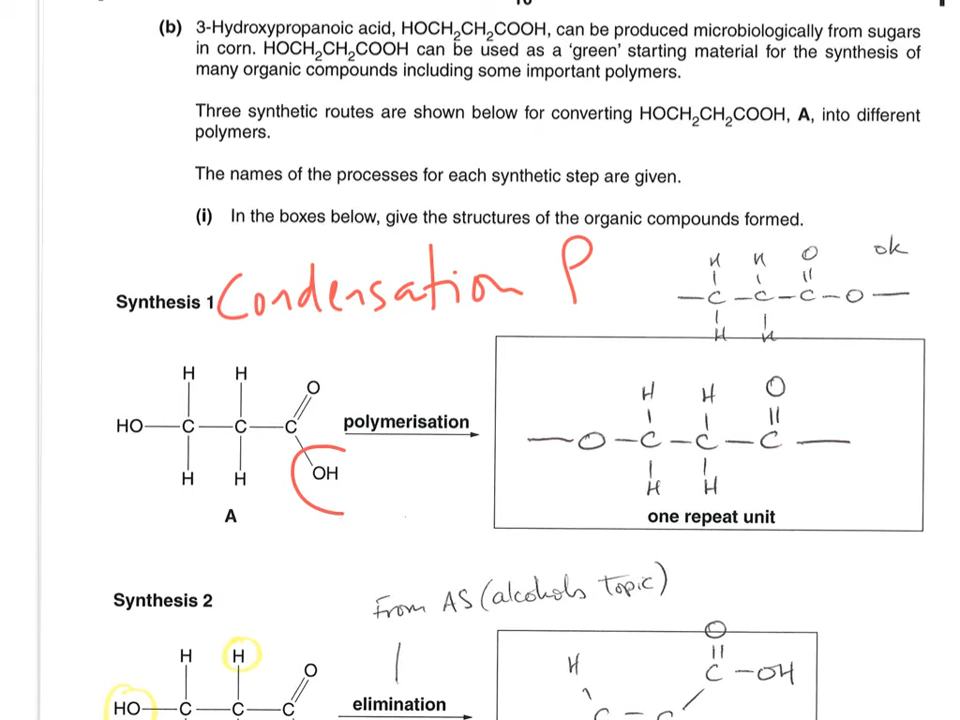 (b) 3-Hydroxypropanoic acid, HOCH₂CH₂COOH, can be produced microbiologically from sugars
in corn. HOCH₂CH₂COOH can be used as a ‘green’ starting material for the synthesis of
many organic compounds including some important polymers.
Three synthetic routes are shown below for converting HOCH₂CH₂COOH, A, into different
polymers.
The names of the processes for each synthetic step are given.
(i) In the boxes below, give the structures of the organic compounds formed.
H H O ok
Synthesis 1 Condensation P
—C—C—C—O—
H H
H H O H H O
HO C C C OH polymerisation —O—C—C—C—
H H H H
A one repeat unit
Synthesis 2 From AS (alcohols topic)
H H O O
H C—OH
HO C C C elimination C—C